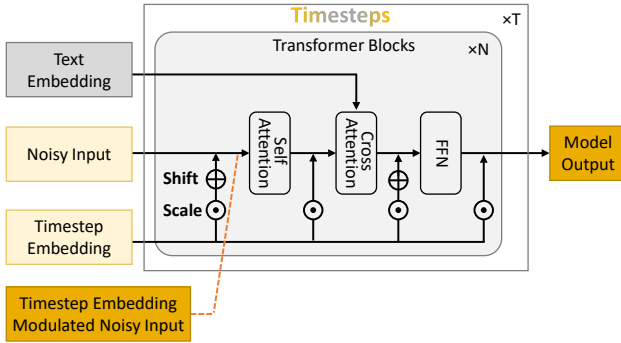 Timesteps
×T
Transformer Blocks
×N
Text
Embedding
Noisy Input
Self
Attention
Cross
Attention
FFN
Model
Output
Shift
Scale
Timestep
Embedding
Timestep Embedding
Modulated Noisy Input